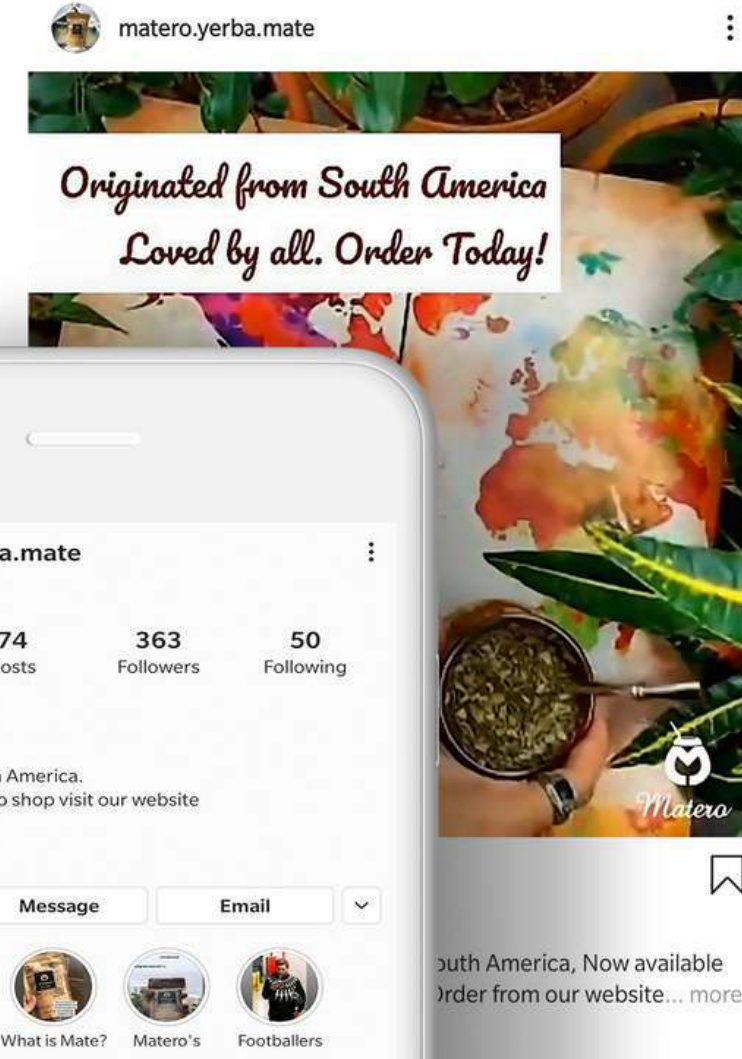 matero.yerba.mate
Originated from South America
Loved by all. Order Today!
a.mate
74 363 50
osts Followers Following
America.
o shop visit our website
Message Email
Matero
outh America, Now available
Order from our website... more
What is Mate? Matero's Footballers